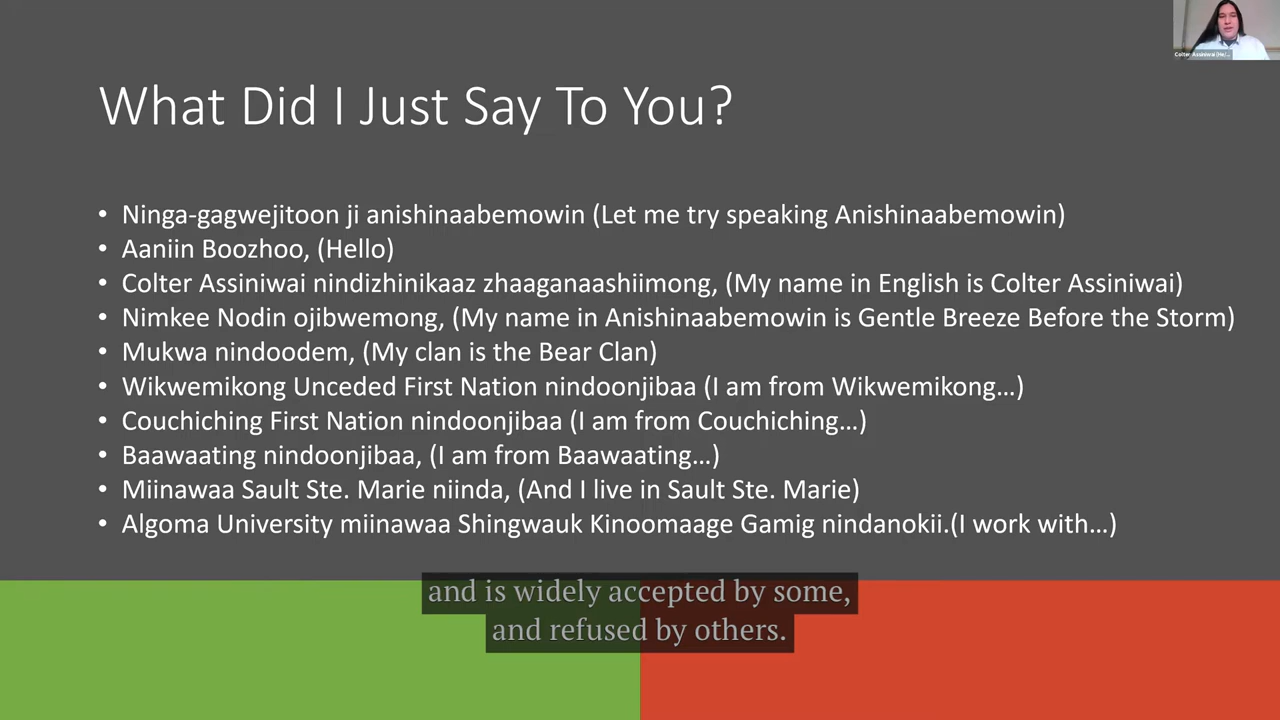 Colter Assiniwai (He/...
What Did I Just Say To You?
• Ninga-gagwejitoon ji anishinaabemowin (Let me try speaking Anishinaabemowin)
• Aaniin Boozhoo, (Hello)
• Colter Assiniwai nindizhinikaaz zhaaganaashiimong, (My name in English is Colter Assiniwai)
• Nimkee Nodin ojibwemong, (My name in Anishinaabemowin is Gentle Breeze Before the Storm)
• Mukwa nindoodem, (My clan is the Bear Clan)
• Wikwemikong Unceded First Nation nindoonjibaa (I am from Wikwemikong…)
• Couchiching First Nation nindoonjibaa (I am from Couchiching…)
• Baawaating nindoonjibaa, (I am from Baawaating…)
• Miinawaa Sault Ste. Marie niinda, (And I live in Sault Ste. Marie)
• Algoma University miinawaa Shingwauk Kinoomaage Gamig nindanokii.(I work with…)
and is widely accepted by some,
and refused by others.